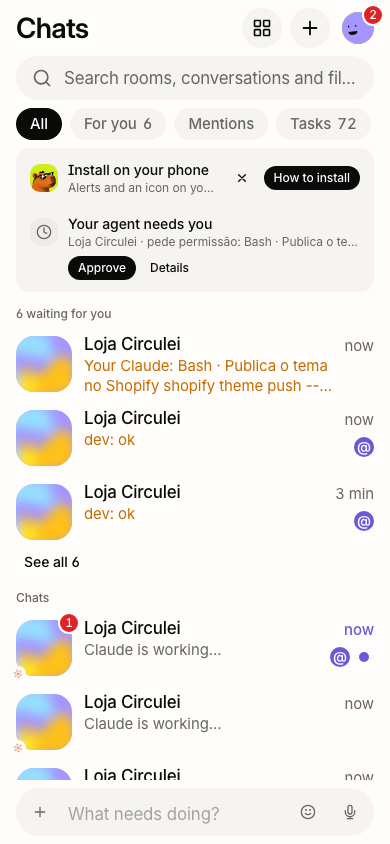 Chats
2
Search rooms, conversations and fil...
All
For you 6
Mentions
Tasks 72
Install on your phone
Alerts and an icon on yo...
How to install
Your agent needs you
Loja Circulei · pede permissão: Bash · Publica o te...
Approve
Details
6 waiting for you
Loja Circulei
now
Your Claude: Bash · Publica o tema
no Shopify shopify theme push --...
Loja Circulei
now
dev: ok
@
Loja Circulei
3 min
dev: ok
@
See all 6
Chats
1
Loja Circulei
now
Claude is working...
@
Loja Circulei
now
Claude is working...
Loja Circulei
now
What needs doing?